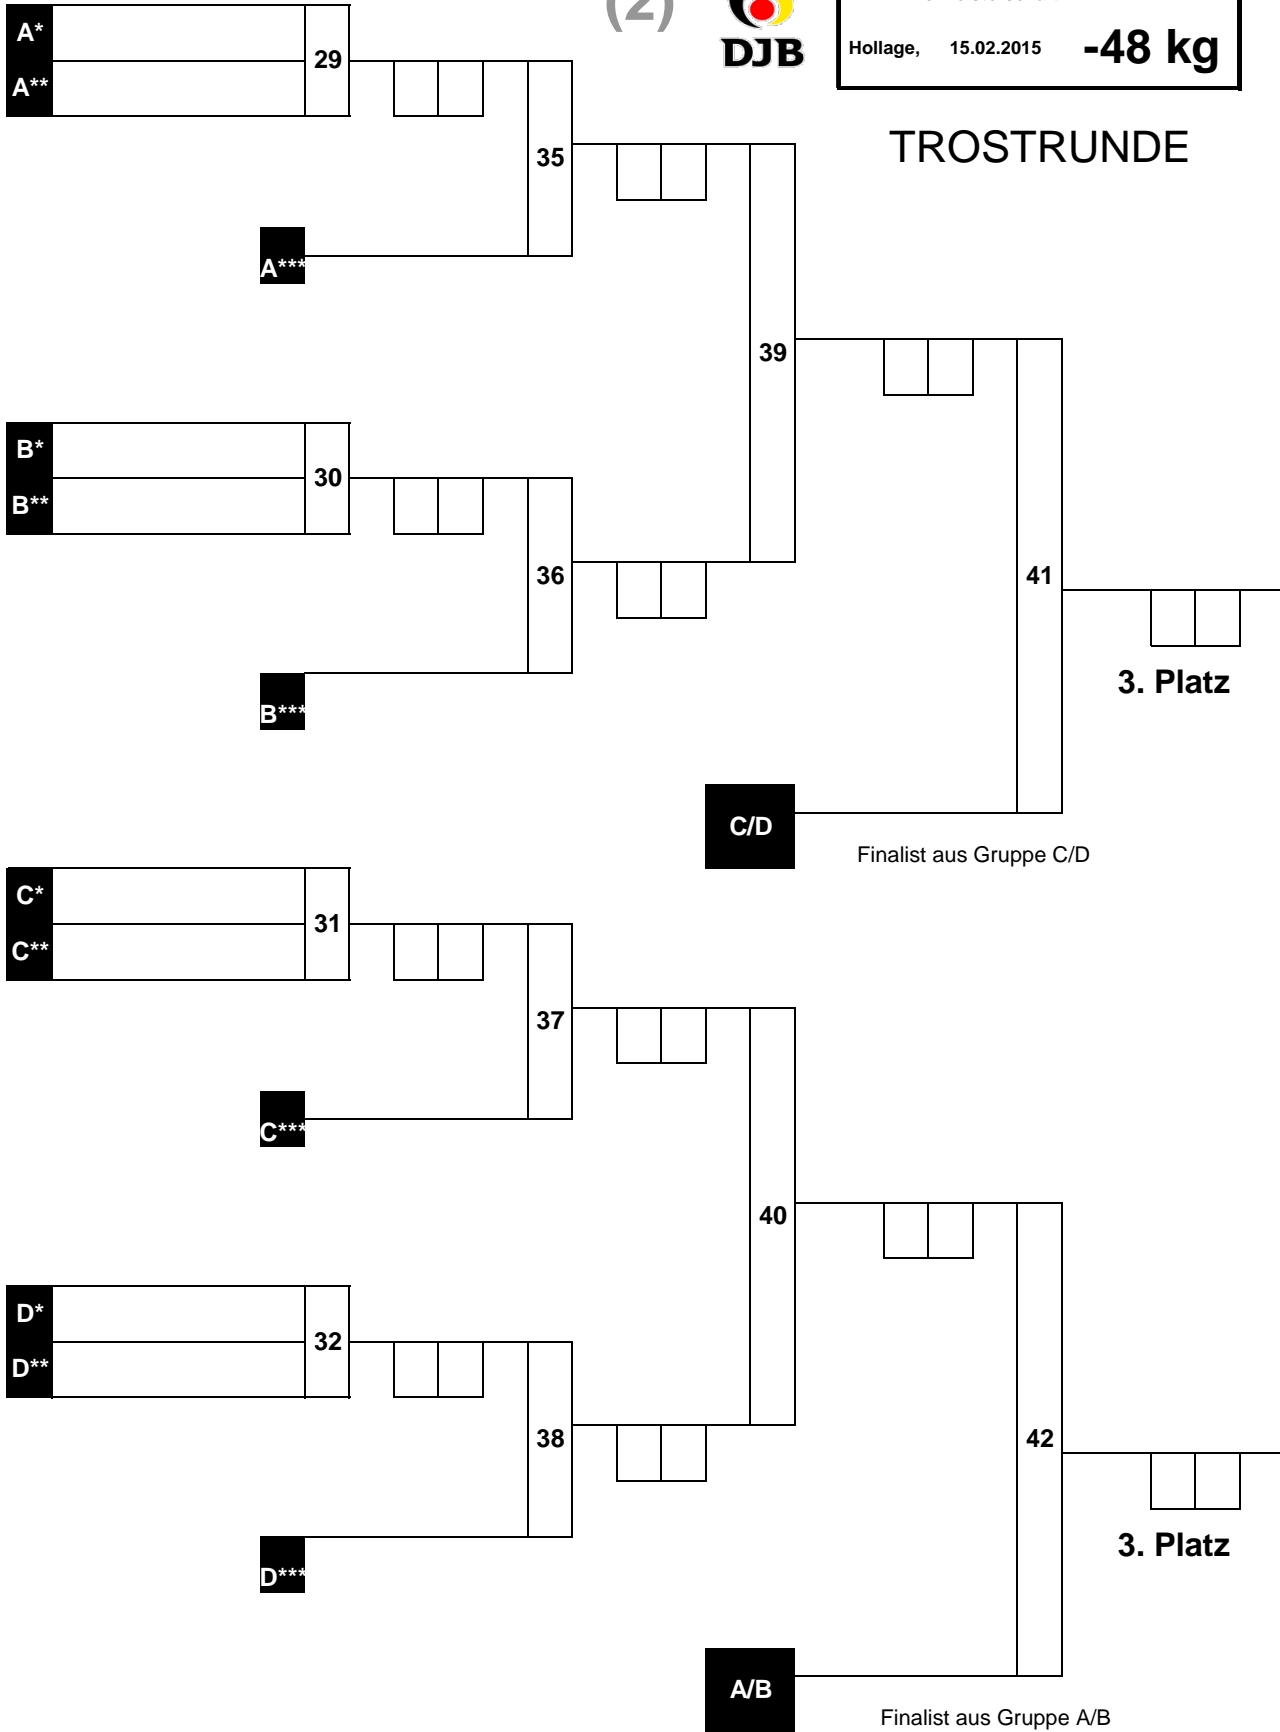 (2)
DJB
Hollage, 15.02.2015 -48 kg
TROSTRUNDE
A*
A**
29
35
A***
39
B*
B**
30
36
41
B***
3. Platz
C/D
Finalist aus Gruppe C/D
C*
C**
31
37
C***
40
D*
D**
32
38
42
D***
3. Platz
A/B
Finalist aus Gruppe A/B